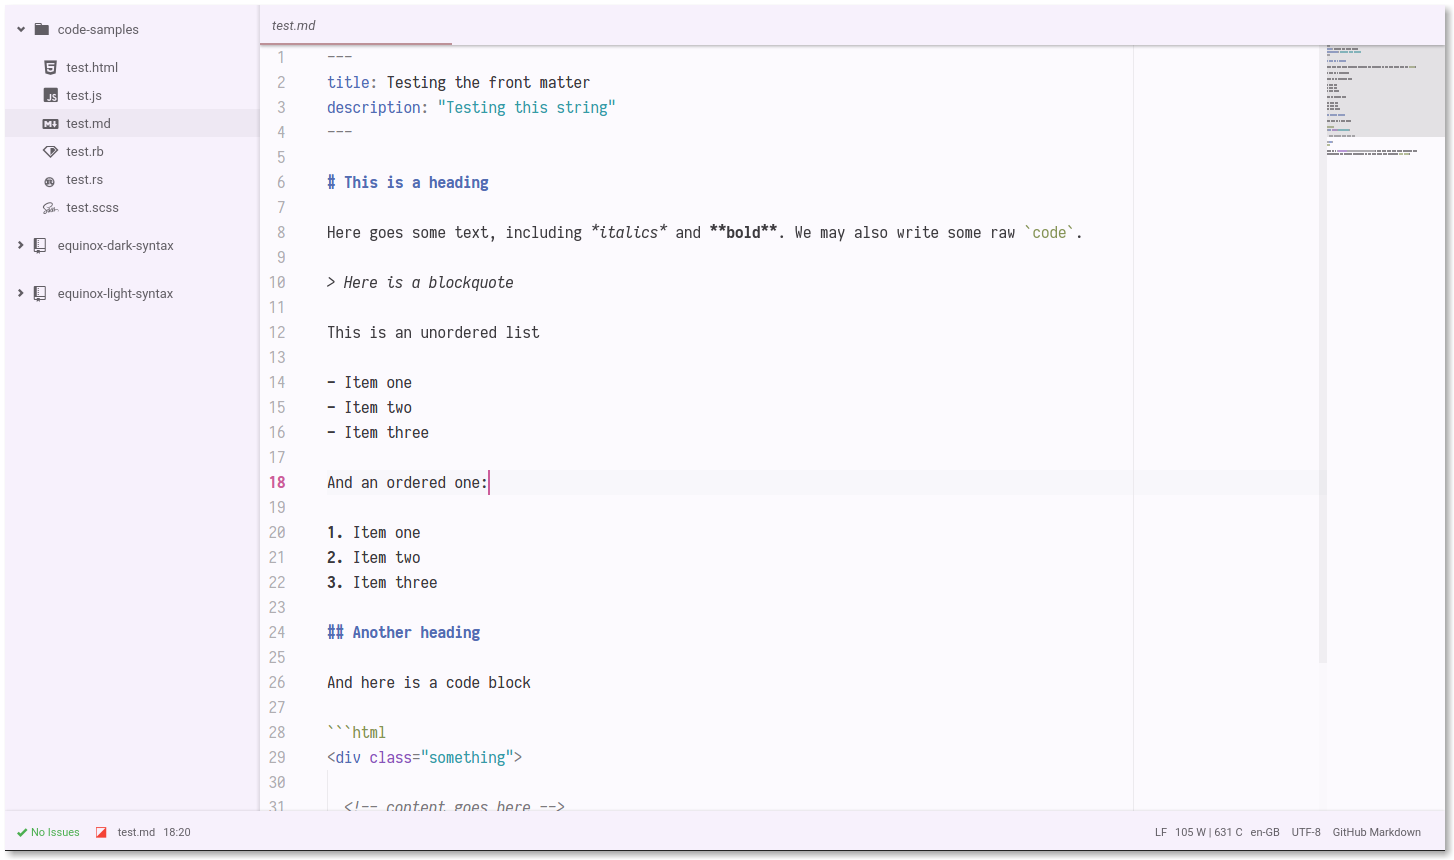 code-samples
test.html
test.js
test.md
test.rb
test.rs
test.scss
equinox-dark-syntax
equinox-light-syntax
test.md
1 ---
2 title: Testing the front matter
3 description: "Testing this string"
4 ---
5
6 # This is a heading
7
8 Here goes some text, including *italics* and **bold**. We may also write some raw `code`.
9
10 > Here is a blockquote
11
12 This is an unordered list
13
14 - Item one
15 - Item two
16 - Item three
17
18 And an ordered one:
19
20 1. Item one
21 2. Item two
22 3. Item three
23
24 ## Another heading
25
26 And here is a code block
27
28 ```html
29 <div class="something">
30
31 <!-- content goes here -->
No Issues test.md 18:20 LF 105 W | 631 C en-GB UTF-8 GitHub Markdown